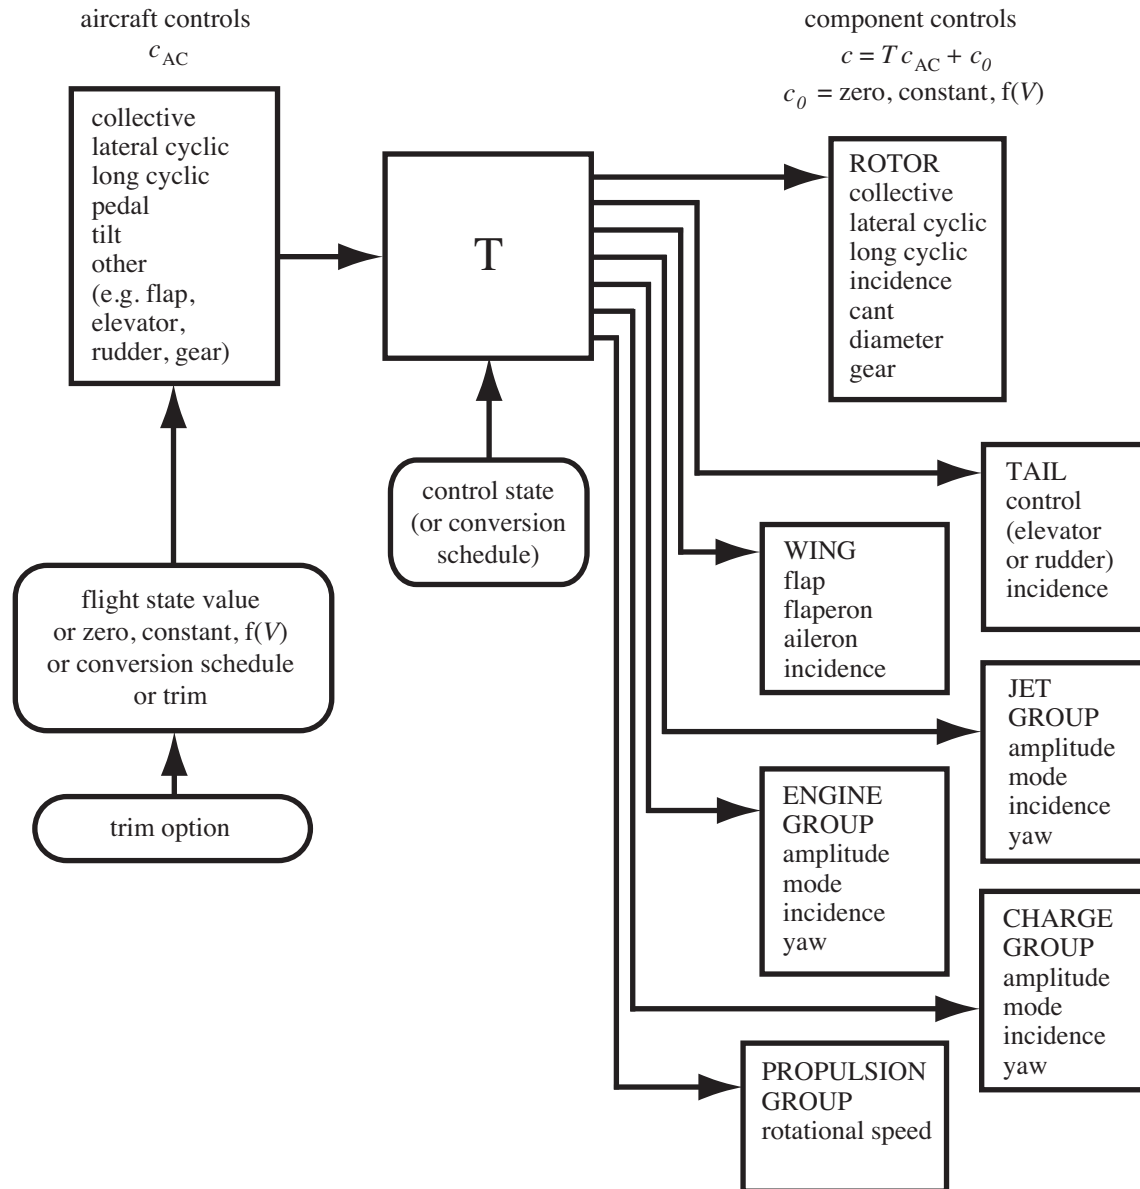 aircraft controls
c_AC
collective
lateral cyclic
long cyclic
pedal
tilt
other
(e.g. flap,
elevator,
rudder, gear)
flight state value
or zero, constant, f(V)
or conversion schedule
or trim
trim option
T
control state
(or conversion
schedule)
component controls
c = T c_AC + c_0
c_0 = zero, constant, f(V)
ROTOR
collective
lateral cyclic
long cyclic
incidence
cant
diameter
gear
TAIL
control
(elevator
or rudder)
incidence
WING
flap
flaperon
aileron
incidence
JET
GROUP
amplitude
mode
incidence
yaw
ENGINE
GROUP
amplitude
mode
incidence
yaw
CHARGE
GROUP
amplitude
mode
incidence
yaw
PROPULSION
GROUP
rotational speed